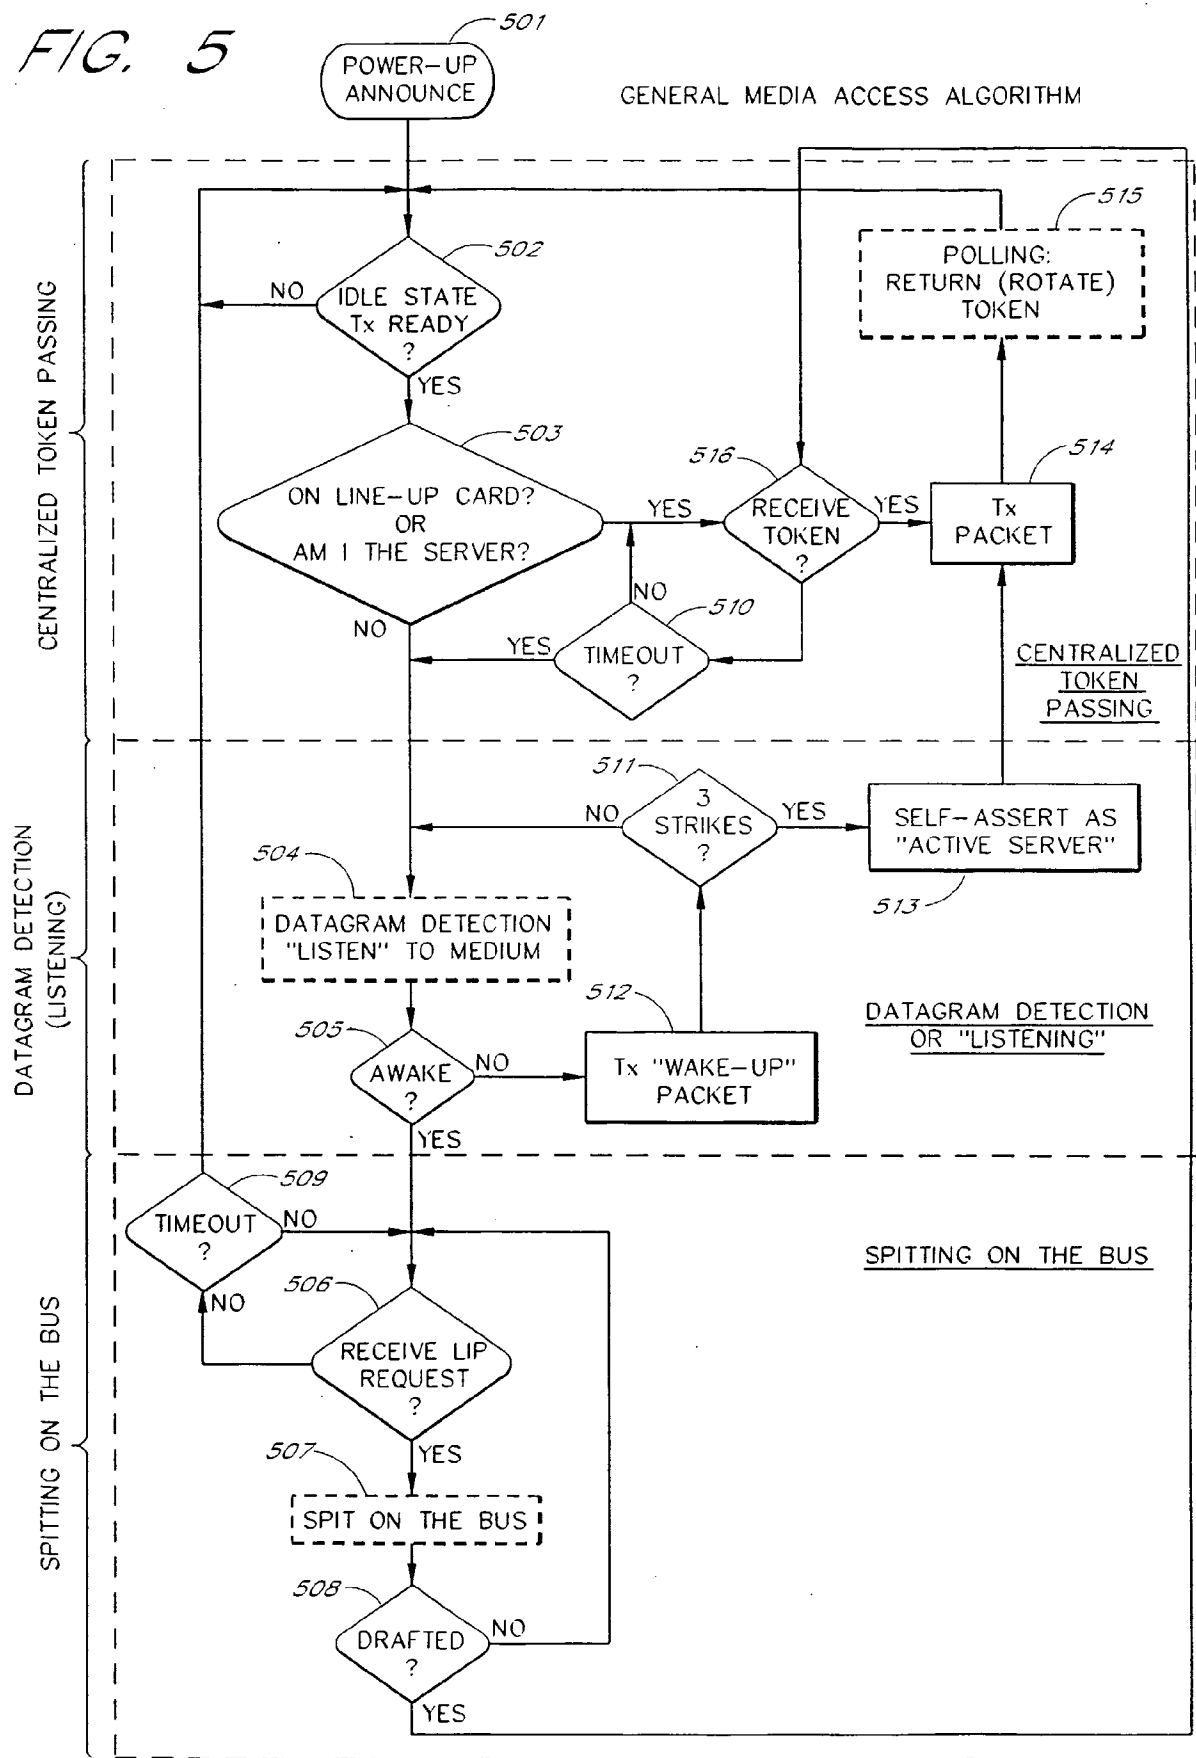 FIG. 5
501
POWER-UP
ANNOUNCE
GENERAL MEDIA ACCESS ALGORITHM
CENTRALIZED TOKEN PASSING
502
IDLE STATE
Tx READY
?
NO
YES
515
POLLING:
RETURN (ROTATE)
TOKEN
503
ON LINE-UP CARD?
OR
AM I THE SERVER?
YES
NO
516
RECEIVE
TOKEN
?
YES
514
Tx
PACKET
NO
510
TIMEOUT
?
YES
CENTRALIZED
TOKEN
PASSING
DATAGRAM DETECTION
(LISTENING)
511
3
STRIKES
?
NO
YES
SELF-ASSERT AS
"ACTIVE SERVER"
513
504
DATAGRAM DETECTION
"LISTEN" TO MEDIUM
505
AWAKE
?
NO
YES
512
Tx "WAKE-UP"
PACKET
DATAGRAM DETECTION
OR "LISTENING"
SPITTING ON THE BUS
509
TIMEOUT
?
NO
NO
SPITTING ON THE BUS
506
RECEIVE LIP
REQUEST
?
YES
507
SPIT ON THE BUS
508
DRAFTED
?
NO
YES